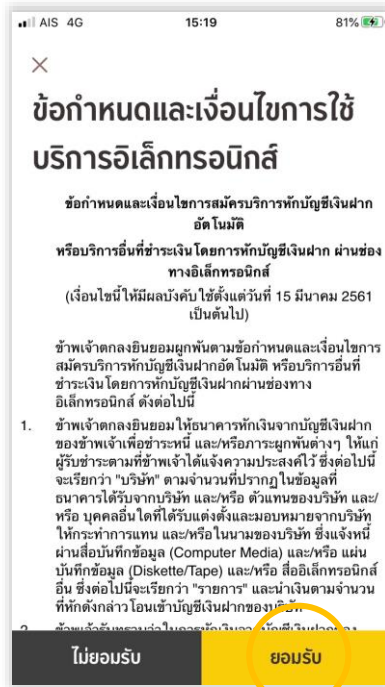 AIS 4G 15:19 81%
ข้อกำหนดและเงื่อนไขการใช้
บริการอิเล็กทรอนิกส์
ข้อกำหนดและเงื่อนไขการสมัครบริการหักบัญชีเงินฝาก
อัตโนมัติ
หรือบริการอื่นที่ชำระเงินโดยการหักบัญชีเงินฝาก ผ่านช่อง
ทางอิเล็กทรอนิกส์
(เงื่อนไขนี้ให้มีผลบังคับใช้ตั้งแต่วันที่ 15 มีนาคม 2561
เป็นต้นไป)
ข้าพเจ้าตกลงยินยอมผูกพันตามข้อกำหนดและเงื่อนไขการ
สมัครบริการหักบัญชีเงินฝากอัตโนมัติ หรือบริการอื่นที่
ชำระเงินโดยการหักบัญชีเงินฝากผ่านช่องทาง
อิเล็กทรอนิกส์ ดังต่อไปนี้
1. ข้าพเจ้าตกลงยินยอมให้ธนาคารหักเงินจากบัญชีเงินฝาก
ของข้าพเจ้าเพื่อชำระหนี้ และ/หรือภาระผูกพันต่างๆ ให้แก่
ผู้รับชำระตามที่ข้าพเจ้าได้แจ้งความประสงค์ไว้ ซึ่งต่อไปนี้
จะเรียกว่า "บริษัท" ตามจำนวนที่ปรากฏในข้อมูลที่
ธนาคารได้รับจากบริษัท และ/หรือ ตัวแทนของบริษัท และ/
หรือ บุคคลอื่นใดที่ได้รับแต่งตั้งและมอบหมายจากบริษัท
ให้กระทำการแทน และ/หรือในนามของบริษัท ซึ่งแจ้งหนี้
ผ่านสื่อบันทึกข้อมูล (Computer Media) และ/หรือ แผ่น
บันทึกข้อมูล (Diskette/Tape) และ/หรือ สื่ออิเล็กทรอนิกส์
อื่น ซึ่งต่อไปนี้จะเรียกว่า "รายการ" และนำเงินตามจำนวน
ที่หักดังกล่าวโอนเข้าบัญชีเงินฝากของบริษัท
ไม่ยอมรับ ยอมรับ